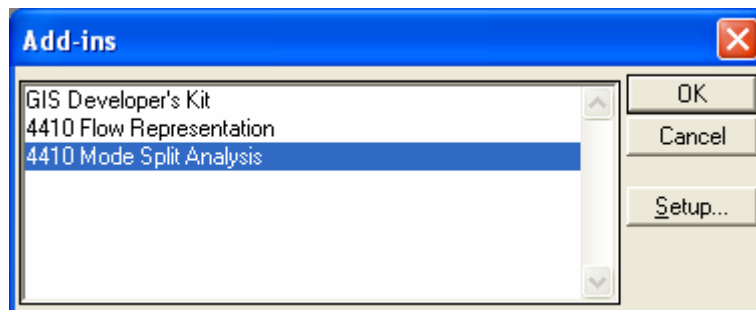 Add-ins
GIS Developer's Kit
4410 Flow Representation
4410 Mode Split Analysis
OK
Cancel
Setup...